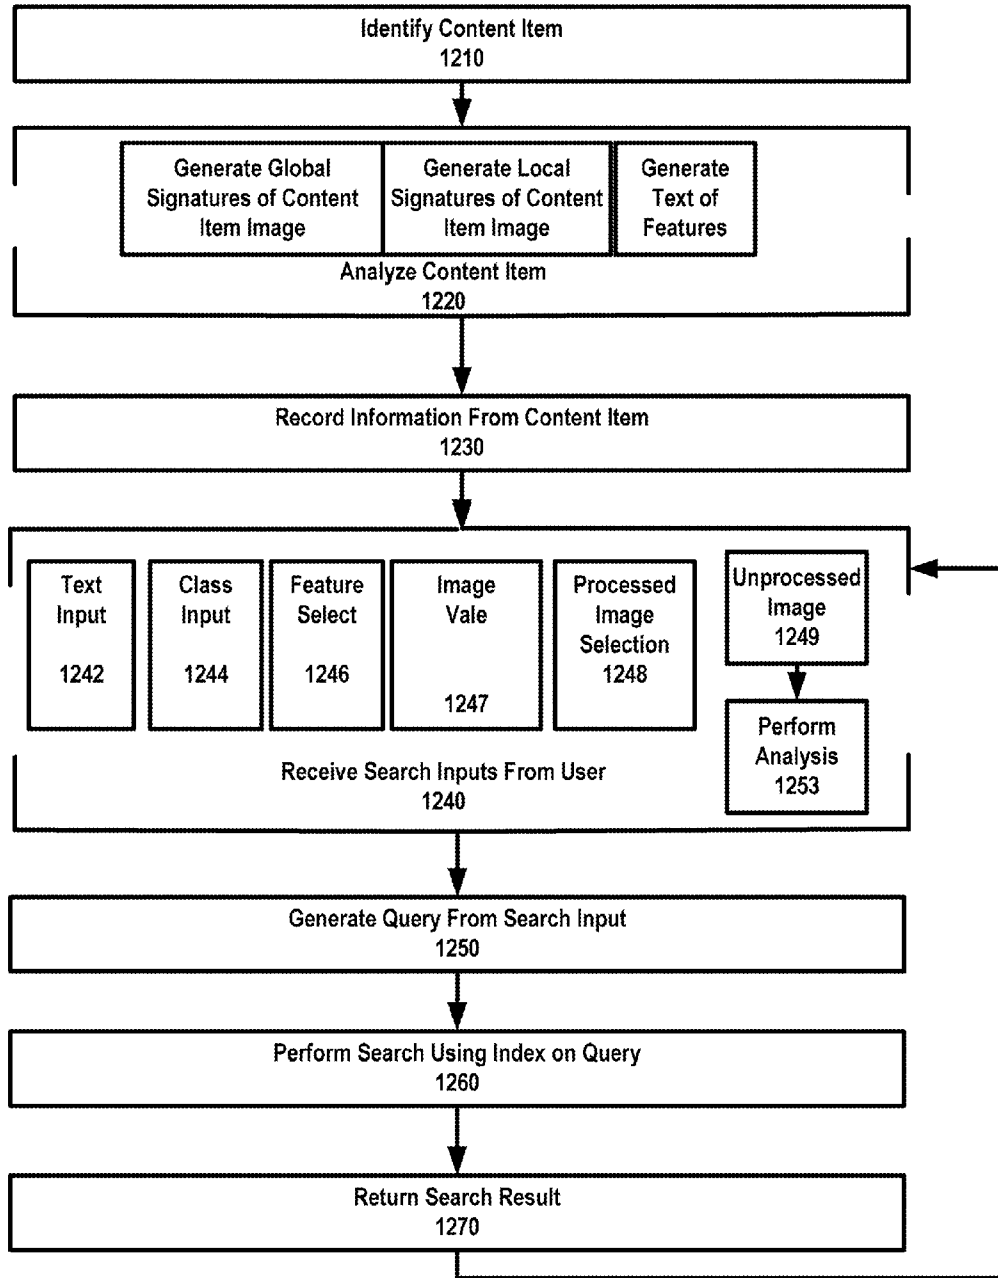 Identify Content Item
1210
Generate Global
Signatures of Content
Item Image
Generate Local
Signatures of Content
Item Image
Generate
Text of
Features
Analyze Content Item
1220
Record Information From Content Item
1230
Text
Input
1242
Class
Input
1244
Feature
Select
1246
Image
Vale
1247
Processed
Image
Selection
1248
Unprocessed
Image
1249
Perform
Analysis
1253
Receive Search Inputs From User
1240
Generate Query From Search Input
1250
Perform Search Using Index on Query
1260
Return Search Result
1270